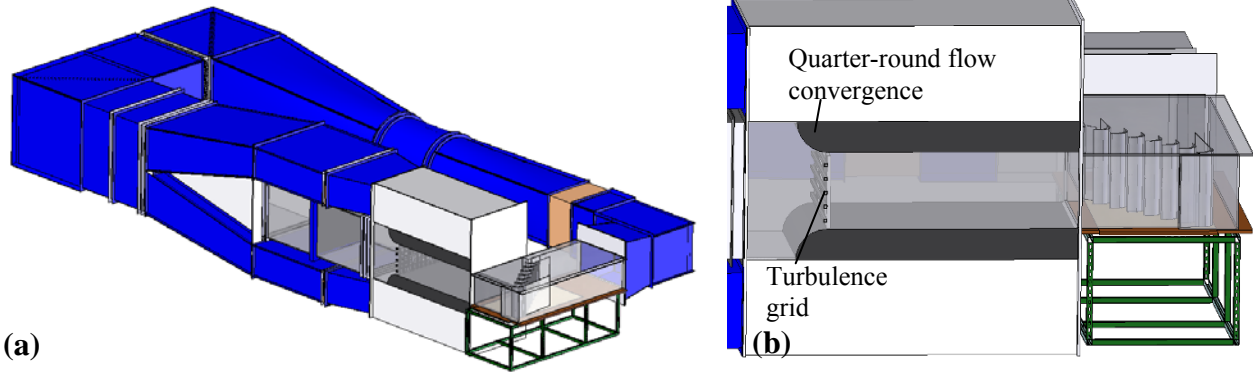 Quarter-round flow
convergence
Turbulence
grid
(a)
(b)